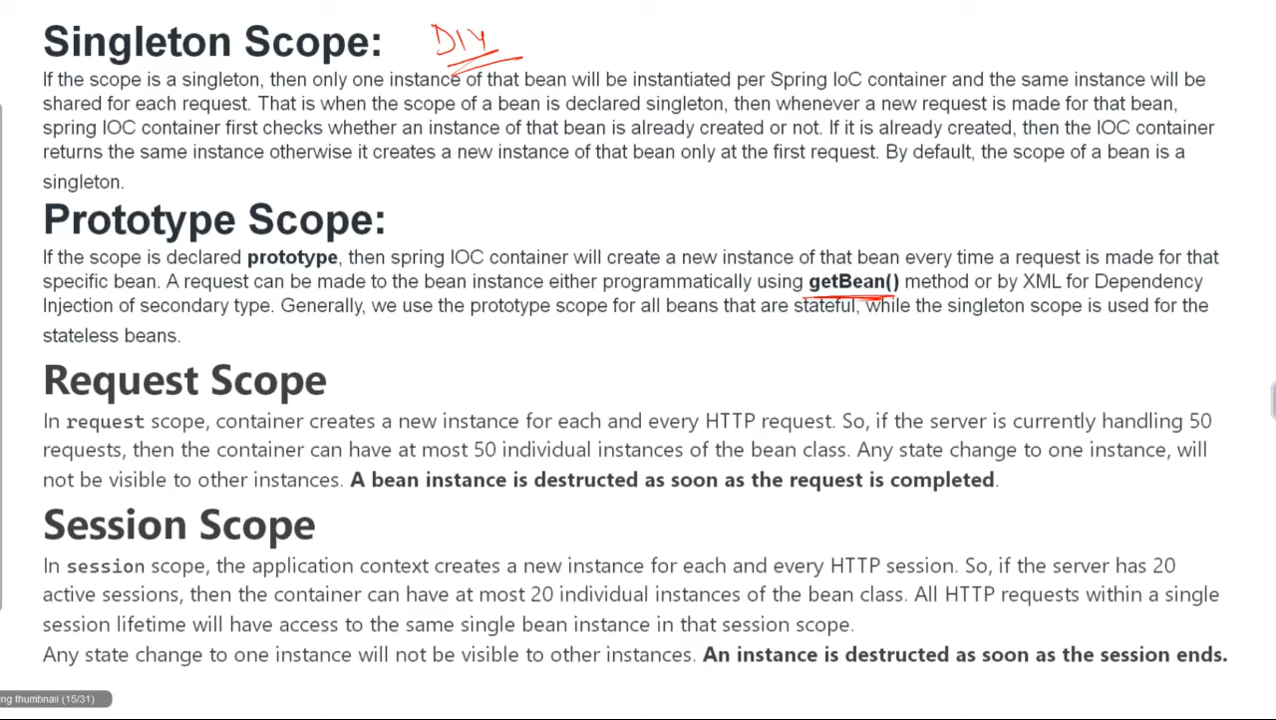 Singleton Scope: DIY
If the scope is a singleton, then only one instance of that bean will be instantiated per Spring IoC container and the same instance will be
shared for each request. That is when the scope of a bean is declared singleton, then whenever a new request is made for that bean,
spring IOC container first checks whether an instance of that bean is already created or not. If it is already created, then the IOC container
returns the same instance otherwise it creates a new instance of that bean only at the first request. By default, the scope of a bean is a
singleton.
Prototype Scope:
If the scope is declared prototype, then spring IOC container will create a new instance of that bean every time a request is made for that
specific bean. A request can be made to the bean instance either programmatically using getBean() method or by XML for Dependency
Injection of secondary type. Generally, we use the prototype scope for all beans that are stateful, while the singleton scope is used for the
stateless beans.
Request Scope
In request scope, container creates a new instance for each and every HTTP request. So, if the server is currently handling 50
requests, then the container can have at most 50 individual instances of the bean class. Any state change to one instance, will
not be visible to other instances. A bean instance is destructed as soon as the request is completed.
Session Scope
In session scope, the application context creates a new instance for each and every HTTP session. So, if the server has 20
active sessions, then the container can have at most 20 individual instances of the bean class. All HTTP requests within a single
session lifetime will have access to the same single bean instance in that session scope.
Any state change to one instance will not be visible to other instances. An instance is destructed as soon as the session ends.
ng thumbnail (15/31)